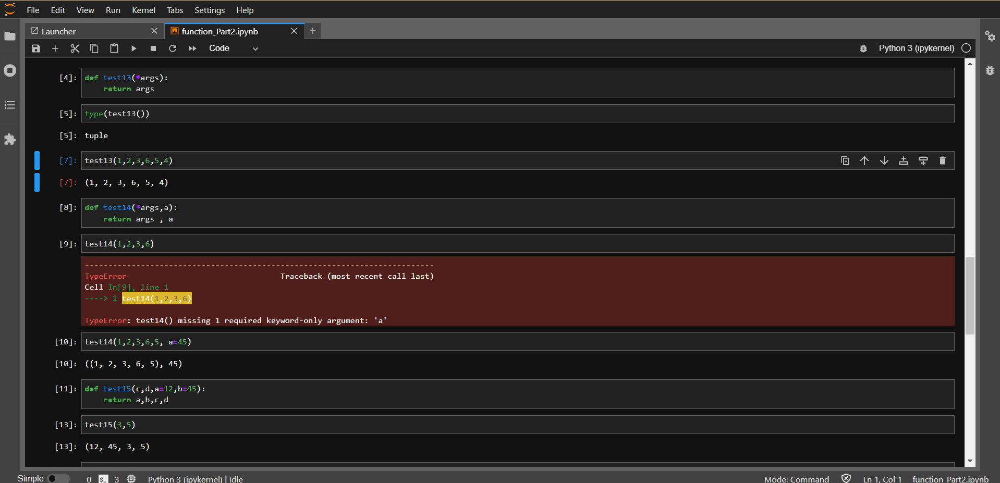 File Edit View Run Kernel Tabs Settings Help
Launcher function_Part2.ipynb
Code Python 3 (ipykernel)
[4]: def test13(*args):
return args
[5]: type(test13())
[5]: tuple
[7]: test13(1,2,3,6,5,4)
[7]: (1, 2, 3, 6, 5, 4)
[8]: def test14(*args,a):
return args , a
[9]: test14(1,2,3,6)
---------------------------------------------------------------------------
TypeError Traceback (most recent call last)
Cell In[9], line 1
----> 1 test14(1,2,3,6)
TypeError: test14() missing 1 required keyword-only argument: 'a'
[10]: test14(1,2,3,6,5, a=45)
[10]: ((1, 2, 3, 6, 5), 45)
[11]: def test15(c,d,a=12,b=45):
return a,b,c,d
[13]: test15(3,5)
[13]: (12, 45, 3, 5)
Simple 0 $_ 3 Python 3 (ipykernel) | Idle Mode: Command Ln 1, Col 1 function_Part2.ipynb